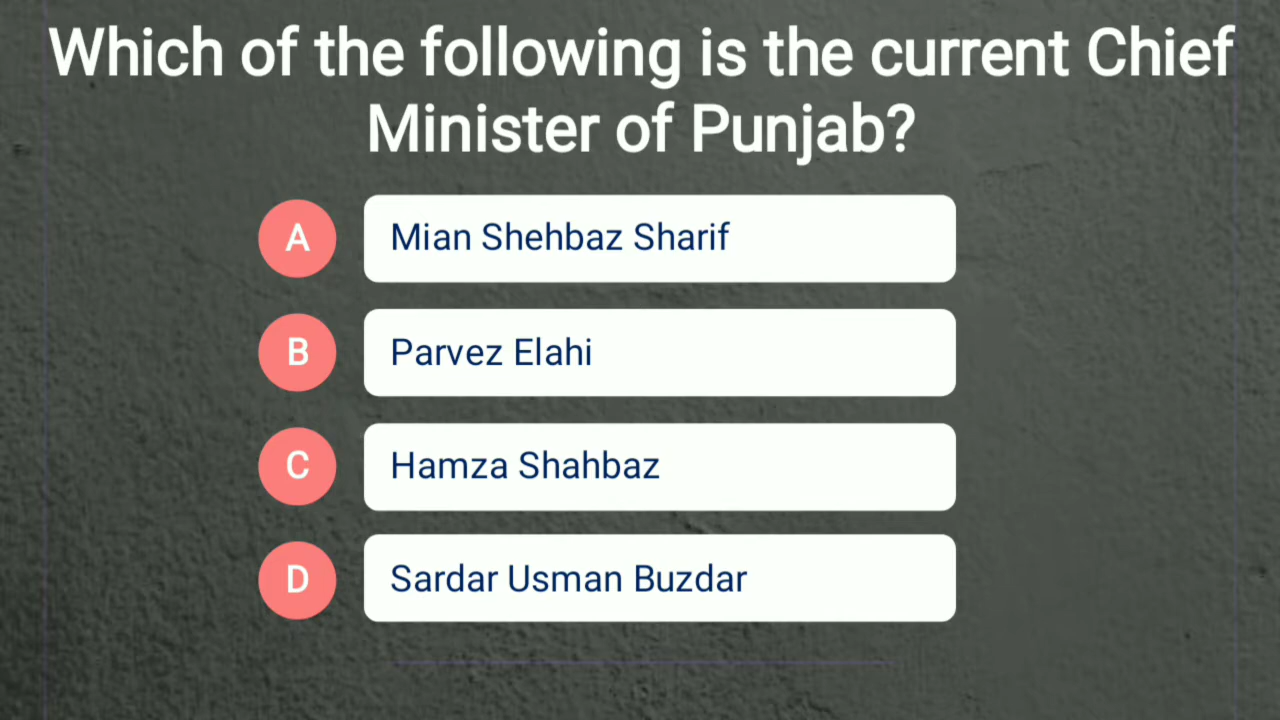 Which of the following is the current Chief
Minister of Punjab?
A Mian Shehbaz Sharif
B Parvez Elahi
C Hamza Shahbaz
D Sardar Usman Buzdar